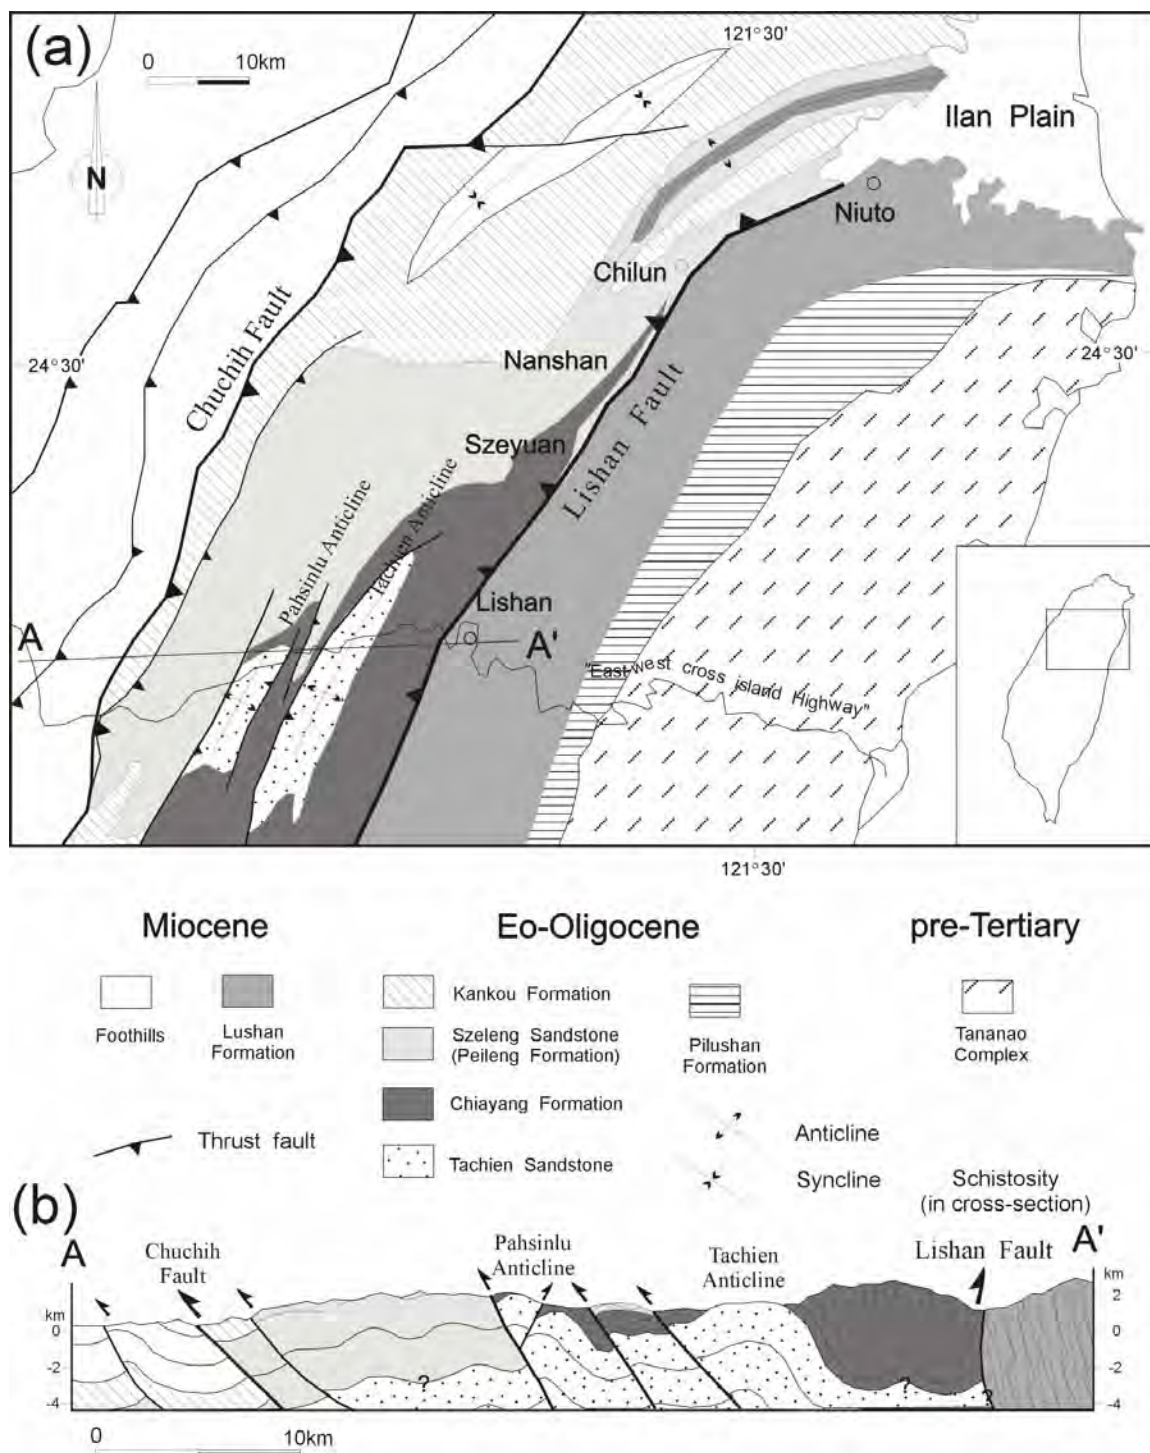 (a)
0 10km
N
121°30'
Ilan Plain
Niuto
Chilun
24°30'
24°30'
Chuchih Fault
Nanshan
Lishan Fault
Szeyuan
Pahsinlu Anticline
Tachien Anticline
Lishan
A
A'
"East-west cross island Highway"
121°30'
Miocene
Eo-Oligocene
pre-Tertiary
Foothills
Lushan
Formation
Kankou Formation
Szeleng Sandstone
(Peileng Formation)
Chiayang Formation
Tachien Sandstone
Pilushan
Formation
Tananao
Complex
Thrust fault
Anticline
Syncline
Schistosity
(in cross-section)
(b)
A
Chuchih
Fault
Pahsinlu
Anticline
Tachien
Anticline
Lishan Fault
A'
km
0
-2
-4
km
2
0
-2
-4
?
?
?
0 10km